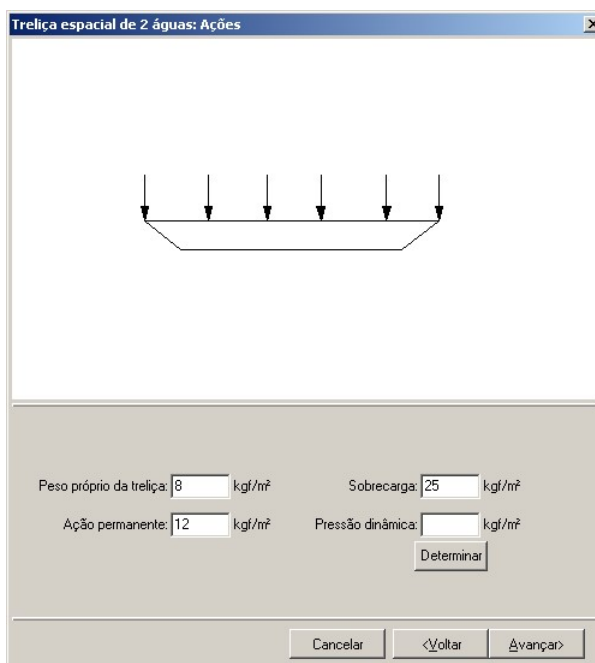 Treliça espacial de 2 águas: Ações
Peso próprio da treliça: 8 kgf/m² Sobrecarga: 25 kgf/m²
Ação permanente: 12 kgf/m² Pressão dinâmica: kgf/m²
Determinar
Cancelar <Voltar Avançar>